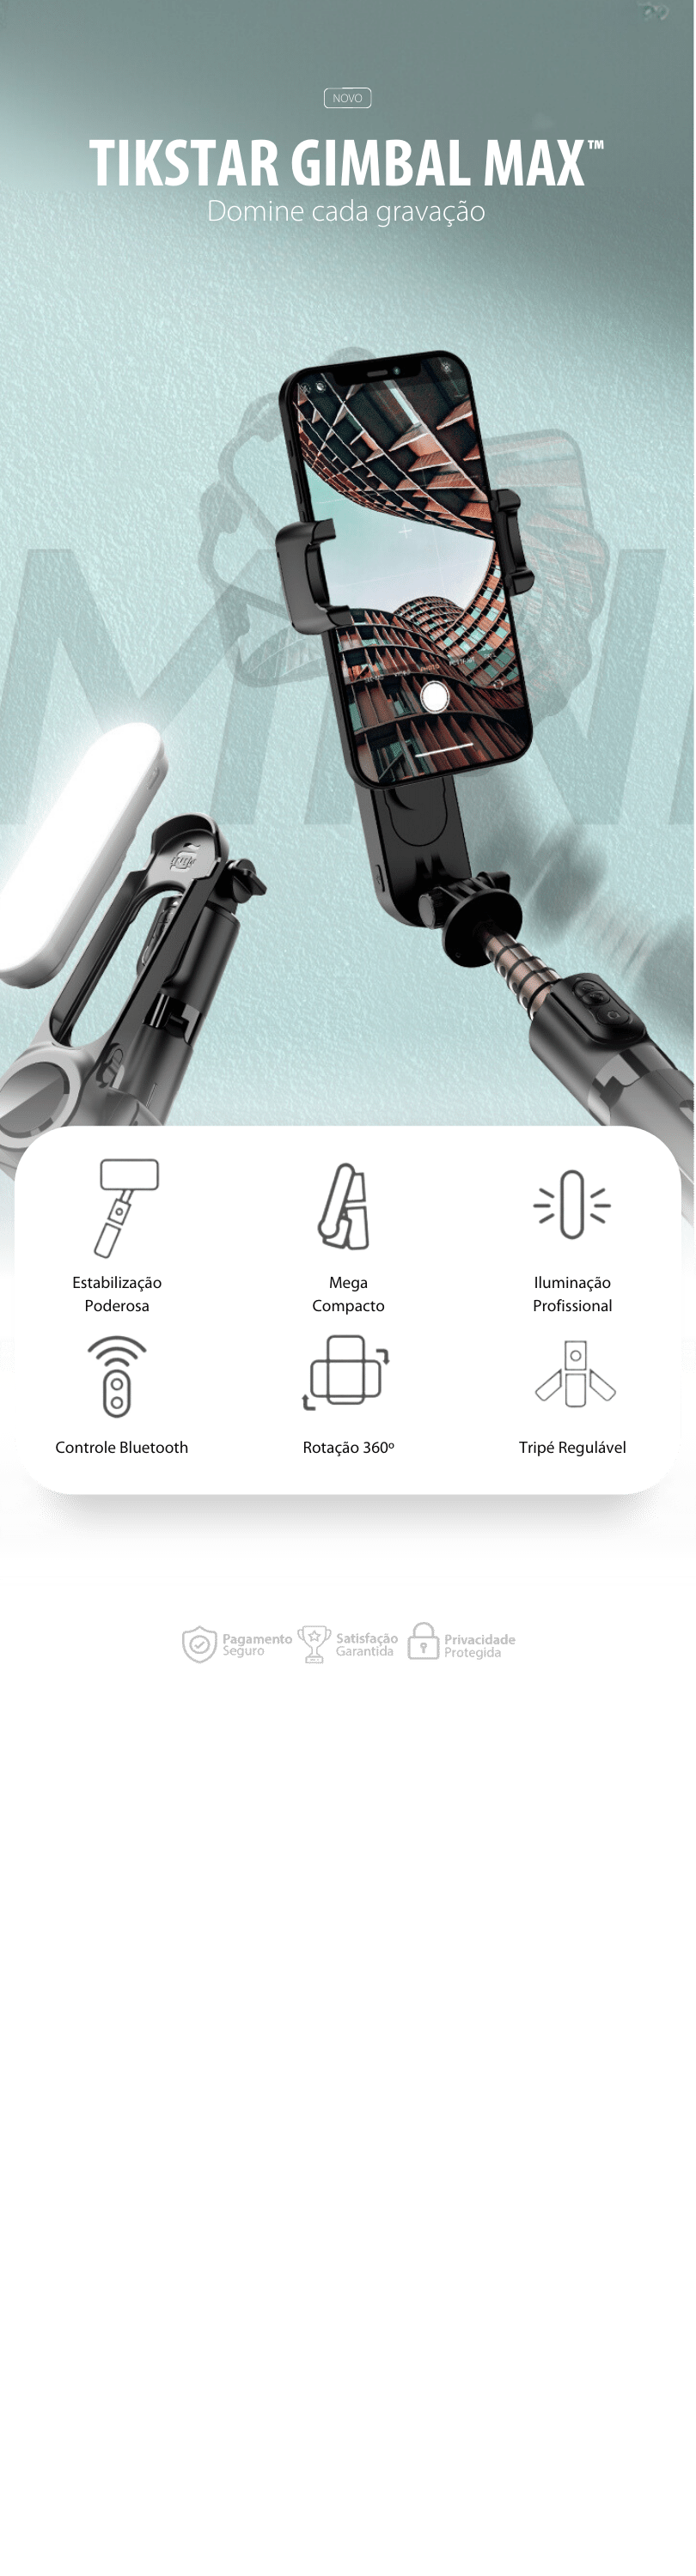 NOVO
TIKSTAR GIMBAL MAX™
Domine cada gravação
MINI
Estabilização
Poderosa
Mega
Compacto
Iluminação
Profissional
Controle Bluetooth
Rotação 360º
Tripé Regulável
Pagamento
Seguro
Satisfação
Garantida
Privacidade
Protegida